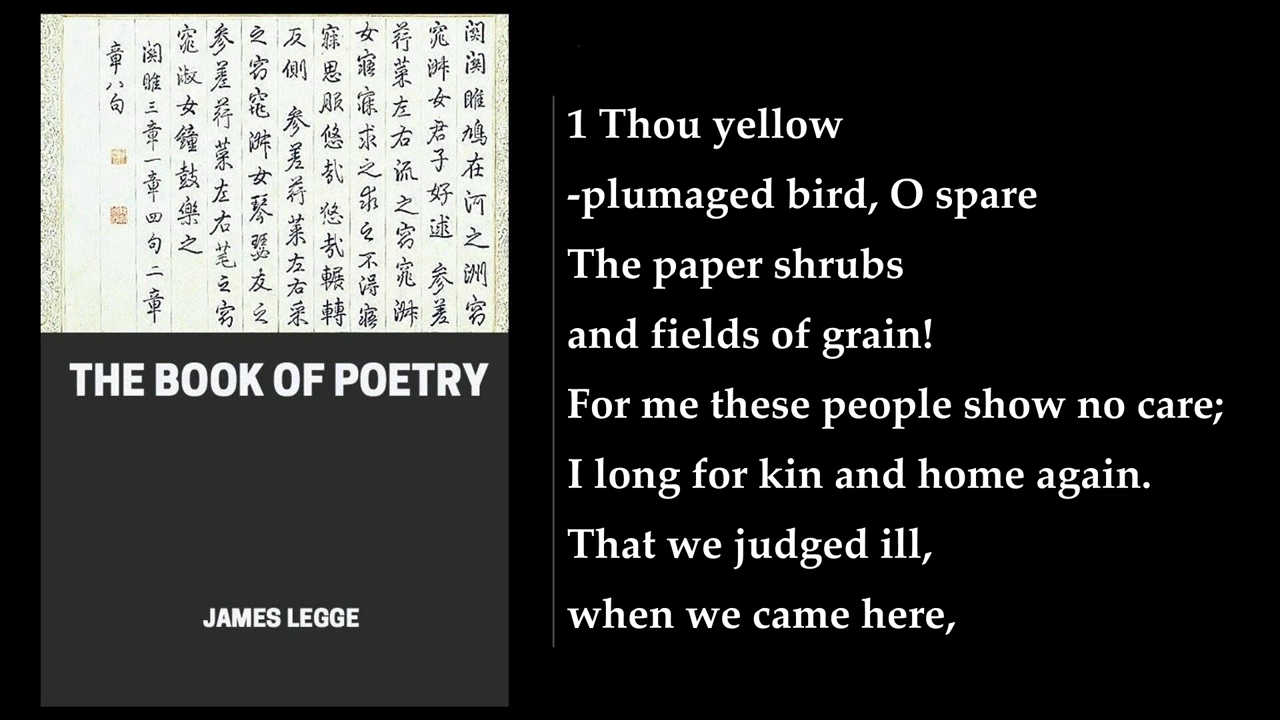 関関雎鳩在河之洲窈
窕淑女君子好逑 参差
荇菜左右流之窈窕淑
女寤寐求之求之不得寤
寐思服悠哉悠哉輾轉
反側 参差荇菜左右采
之窈窕淑女琴瑟友之
参差荇菜左右芼之窈
窕淑女鐘鼓樂之
関雎三章一章四句二章
章八句
THE BOOK OF POETRY
JAMES LEGGE
1 Thou yellow
-plumaged bird, O spare
The paper shrubs
and fields of grain!
For me these people show no care;
I long for kin and home again.
That we judged ill,
when we came here,